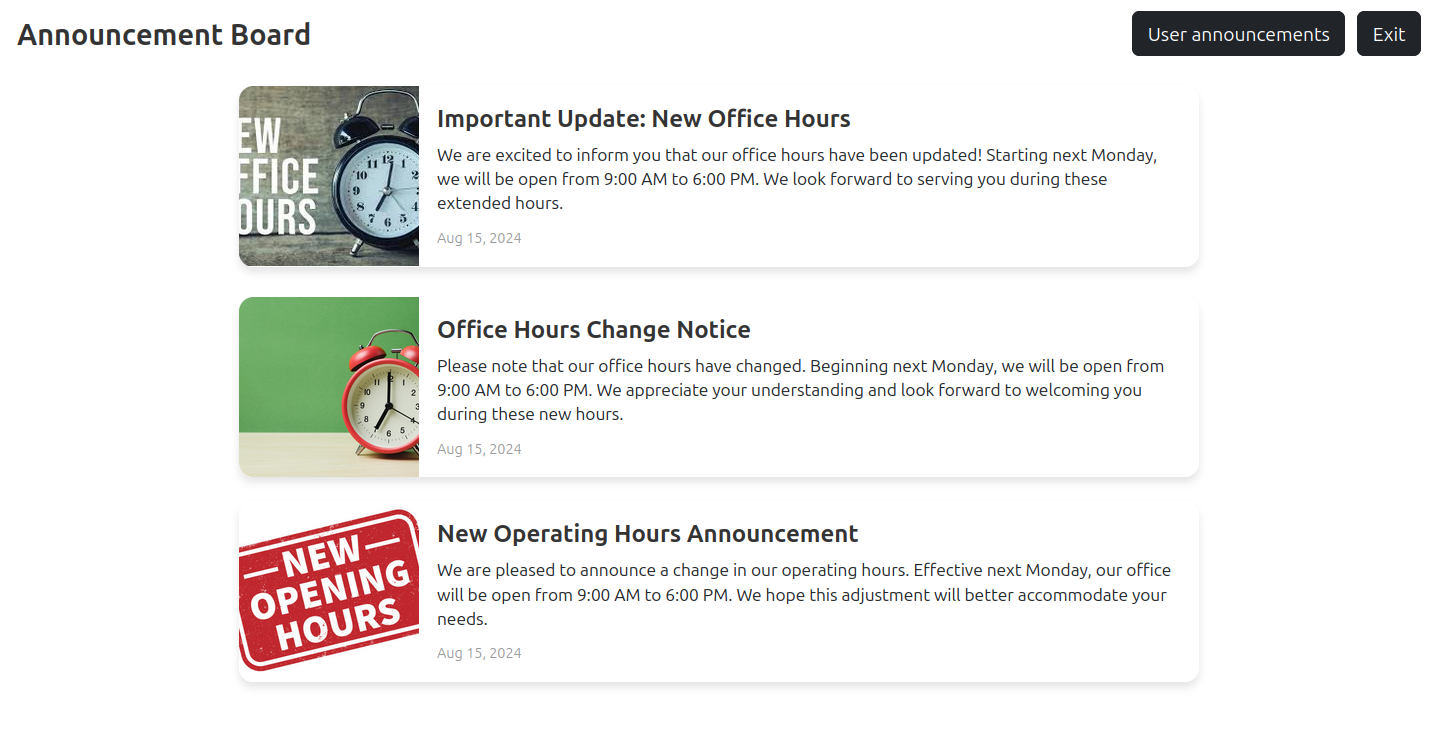 Announcement Board
User announcements
Exit
EW
FFICE
OURS
Important Update: New Office Hours
We are excited to inform you that our office hours have been updated! Starting next Monday,
we will be open from 9:00 AM to 6:00 PM. We look forward to serving you during these
extended hours.
Aug 15, 2024
Office Hours Change Notice
Please note that our office hours have changed. Beginning next Monday, we will be open from
9:00 AM to 6:00 PM. We appreciate your understanding and look forward to welcoming you
during these new hours.
Aug 15, 2024
NEW
OPENING
HOURS
New Operating Hours Announcement
We are pleased to announce a change in our operating hours. Effective next Monday, our office
will be open from 9:00 AM to 6:00 PM. We hope this adjustment will better accommodate your
needs.
Aug 15, 2024